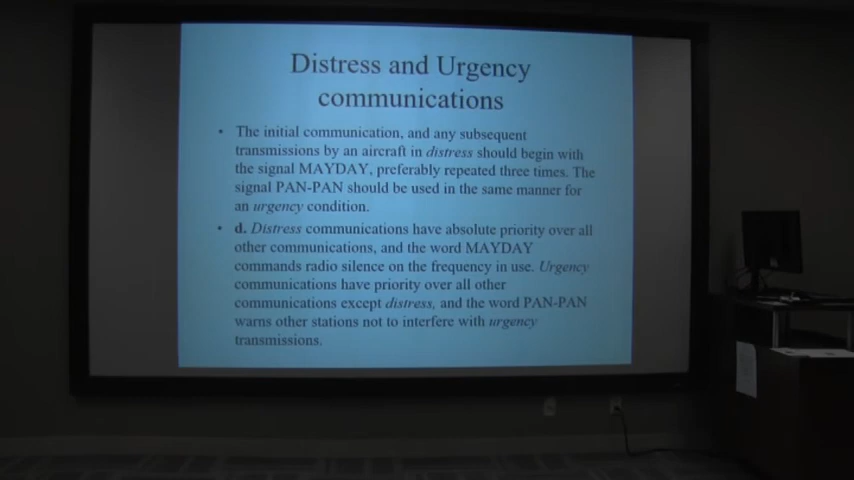 Distress and Urgency
communications
• The initial communication, and any subsequent
transmissions by an aircraft in distress should begin with
the signal MAYDAY, preferably repeated three times. The
signal PAN-PAN should be used in the same manner for
an urgency condition.
• d. Distress communications have absolute priority over all
other communications, and the word MAYDAY
commands radio silence on the frequency in use. Urgency
communications have priority over all other
communications except distress, and the word PAN-PAN
warns other stations not to interfere with urgency
transmissions.